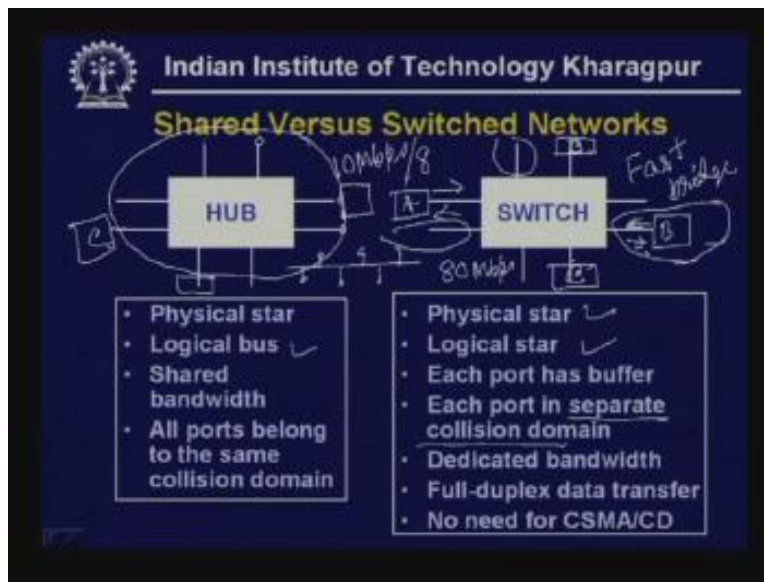 Indian Institute of Technology Kharagpur
Shared Versus Switched Networks
10Mbps/8
B
Fast
bridge
A
HUB
SWITCH
C
B
80Mbps
• Physical star
• Logical bus
• Shared
bandwidth
• All ports belong
to the same
collision domain
• Physical star
• Logical star
• Each port has buffer
• Each port in separate
collision domain
• Dedicated bandwidth
• Full-duplex data transfer
• No need for CSMA/CD